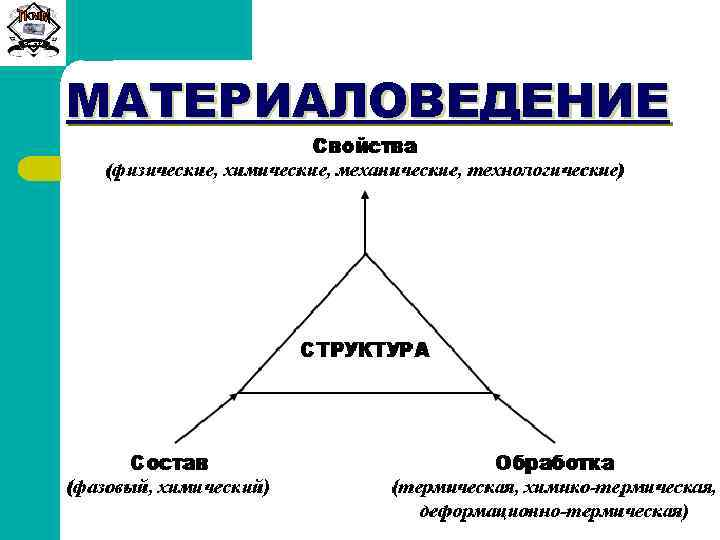 МАТЕРИАЛОВЕДЕНИЕ
Свойства
(физические, химические, механические, технологические)
СТРУКТУРА
Состав
(фазовый, химический)
Обработка
(термическая, химико-термическая,
деформационно-термическая)